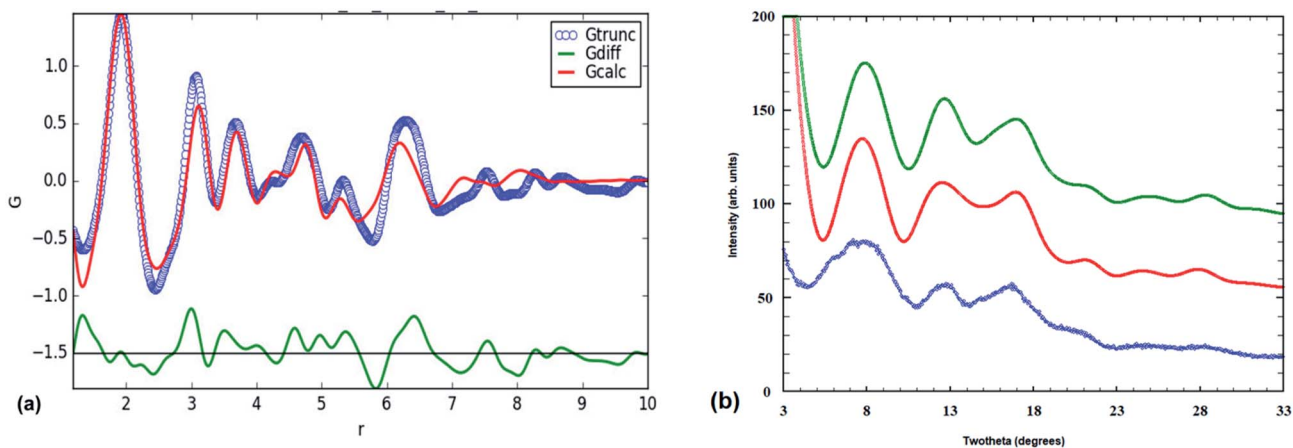 Gtrunc
Gdiff
Gcalc
G
1.0
0.5
0.0
−0.5
−1.0
−1.5
2 3 4 5 6 7 8 9 10
r
(a)
Intensity (arb. units)
200
150
100
50
0
3 8 13 18 23 28 33
Twotheta (degrees)
(b)